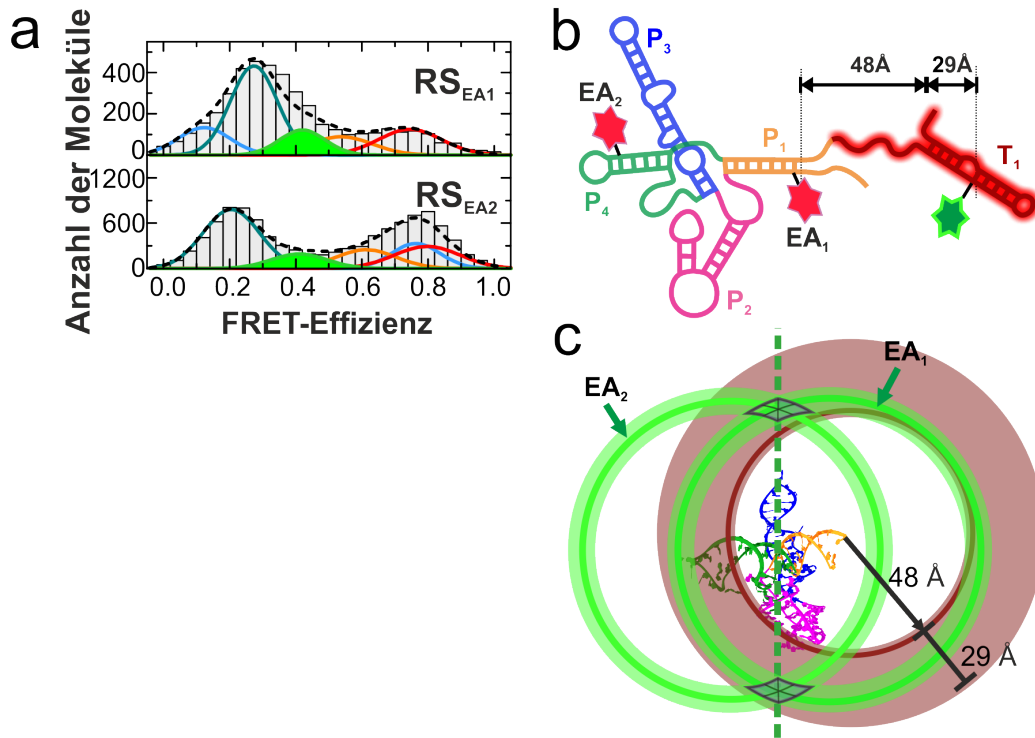 a
Anzahl der Moleküle
400
200
0
RS EA1
1200
800
400
0
RS EA2
0.0 0.2 0.4 0.6 0.8 1.0
FRET-Effizienz
b
P3
48Å 29Å
EA2
P1
T1
P4
EA1
P2
c
EA1
EA2
48 Å
29 Å